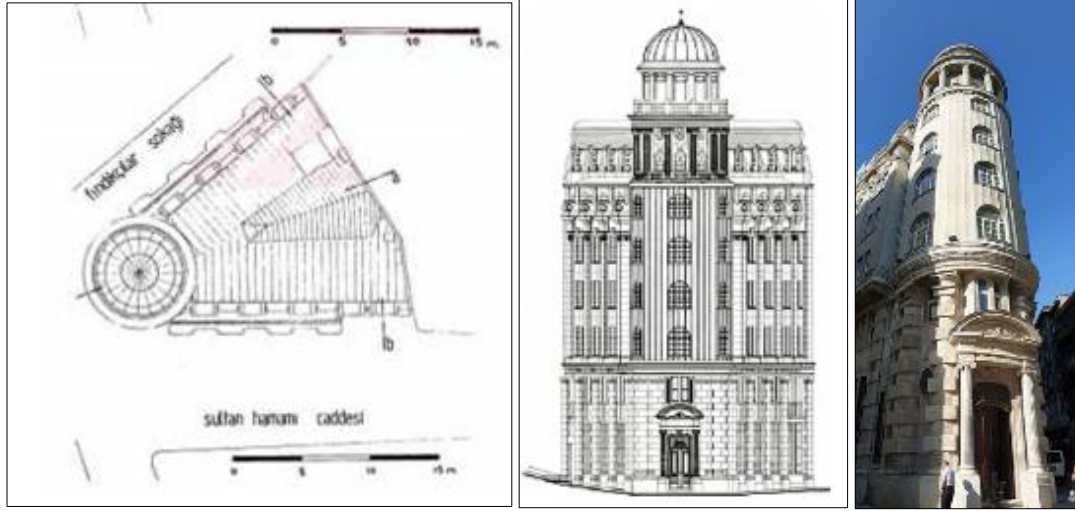 0 5 10 15 m.
fındıkçılar sokağı
b
a
b
sultan hamamı caddesi
0 5 10 15 m.